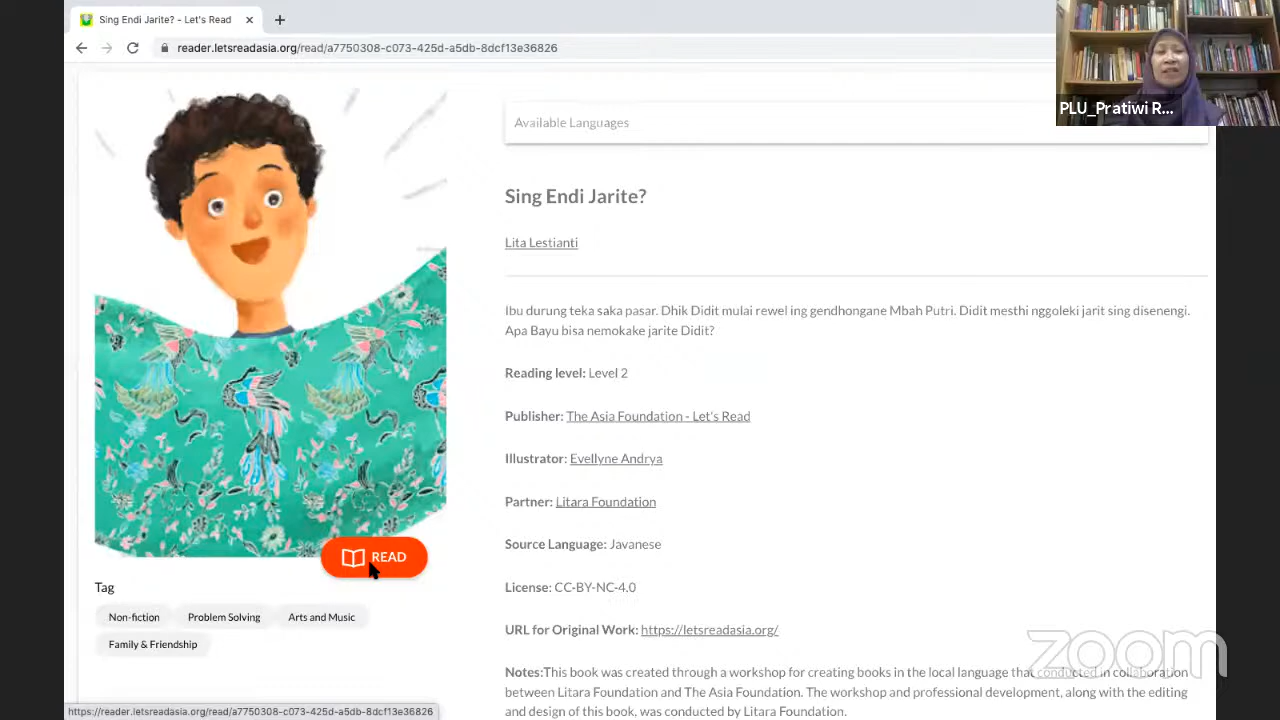 Sing Endi Jarite? - Let's Read
reader.letsreadasia.org/read/a7750308-c073-425d-a5db-8dcf13e36826
PLU_Pratiwi R...
Available Languages
Sing Endi Jarite?
Lita Lestianti
Ibu durung teka saka pasar. Dhik Didit mulai rewel ing gendhongane Mbah Putri. Didit mesthi nggoleki jarit sing disenengi.
Apa Bayu bisa nemokake jarite Didit?
Reading level: Level 2
Publisher: The Asia Foundation - Let's Read
Illustrator: Evellyne Andrya
Partner: Litara Foundation
Source Language: Javanese
License: CC-BY-NC-4.0
URL for Original Work: https://letsreadasia.org/
Notes:This book was created through a workshop for creating books in the local language that conducted in collaboration
between Litara Foundation and The Asia Foundation. The workshop and professional development, along with the editing
and design of this book, was conducted by Litara Foundation.
READ
Tag
Non-fiction
Problem Solving
Arts and Music
Family & Friendship
https://reader.letsreadasia.org/read/a7750308-c073-425d-a5db-8dcf13e36826
zoom